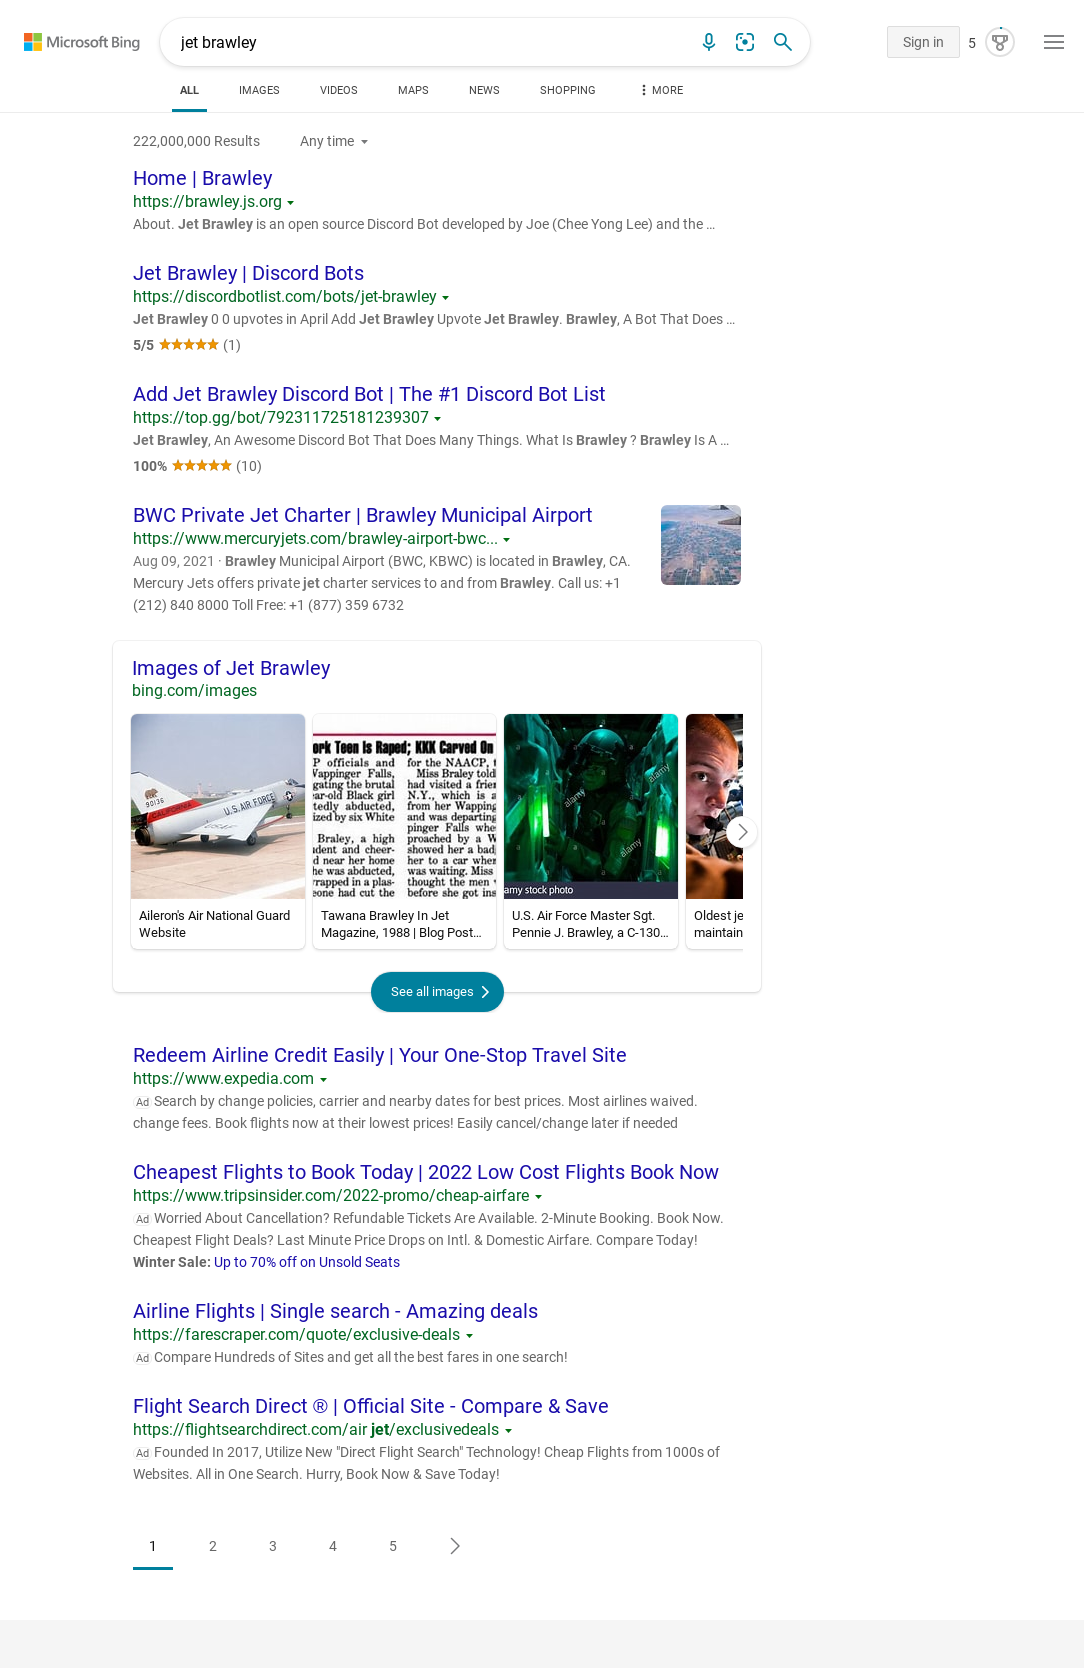 Microsoft Bing
jet brawley
Sign in
5
ALL
IMAGES
VIDEOS
MAPS
NEWS
SHOPPING
MORE
222,000,000 Results
Any time
Home | Brawley
https://brawley.js.org
About. Jet Brawley is an open source Discord Bot developed by Joe (Chee Yong Lee) and the ...
Jet Brawley | Discord Bots
https://discordbotlist.com/bots/jet-brawley
Jet Brawley 0 0 upvotes in April Add Jet Brawley Upvote Jet Brawley. Brawley, A Bot That Does ...
5/5 ★★★★★ (1)
Add Jet Brawley Discord Bot | The #1 Discord Bot List
https://top.gg/bot/792311725181239307
Jet Brawley, An Awesome Discord Bot That Does Many Things. What Is Brawley ? Brawley Is A ...
100% ★★★★★ (10)
BWC Private Jet Charter | Brawley Municipal Airport
https://www.mercuryjets.com/brawley-airport-bwc...
Aug 09, 2021 · Brawley Municipal Airport (BWC, KBWC) is located in Brawley, CA.
Mercury Jets offers private jet charter services to and from Brawley. Call us: +1
(212) 840 8000 Toll Free: +1 (877) 359 6732
Images of Jet Brawley
bing.com/images
90136
CALIFORNIA
U.S. AIR FORCE
ork Teen Is Raped; KKK Carved On
P officials and
Wappinger Falls,
gating the brutal
ear-old Black girl
tedly abducted,
ized by six White
Braley, a high
udent and cheer-
d near her home
he was abducted,
rapped in a plas-
eone had cut the
for the NAACP, t
Miss Braley told
had visited a frien
N.Y., which is a
from her Wapping
was driving
pinger Falls whe
proached by a W
showed her a bad
her to a car wher
was waiting. Miss
thought the men
before she got ins
alamy
alamy
alamy
amy stock photo
Aileron's Air National Guard
Website
Tawana Brawley In Jet
Magazine, 1988 | Blog Post...
U.S. Air Force Master Sgt.
Pennie J. Brawley, a C-130...
Oldest je
maintain
See all images
Redeem Airline Credit Easily | Your One-Stop Travel Site
https://www.expedia.com
Ad Search by change policies, carrier and nearby dates for best prices. Most airlines waived.
change fees. Book flights now at their lowest prices! Easily cancel/change later if needed
Cheapest Flights to Book Today | 2022 Low Cost Flights Book Now
https://www.tripsinsider.com/2022-promo/cheap-airfare
Ad Worried About Cancellation? Refundable Tickets Are Available. 2-Minute Booking. Book Now.
Cheapest Flight Deals? Last Minute Price Drops on Intl. & Domestic Airfare. Compare Today!
Winter Sale: Up to 70% off on Unsold Seats
Airline Flights | Single search - Amazing deals
https://farescraper.com/quote/exclusive-deals
Ad Compare Hundreds of Sites and get all the best fares in one search!
Flight Search Direct ® | Official Site - Compare & Save
https://flightsearchdirect.com/air jet/exclusivedeals
Ad Founded In 2017, Utilize New "Direct Flight Search" Technology! Cheap Flights from 1000s of
Websites. All in One Search. Hurry, Book Now & Save Today!
1 2 3 4 5